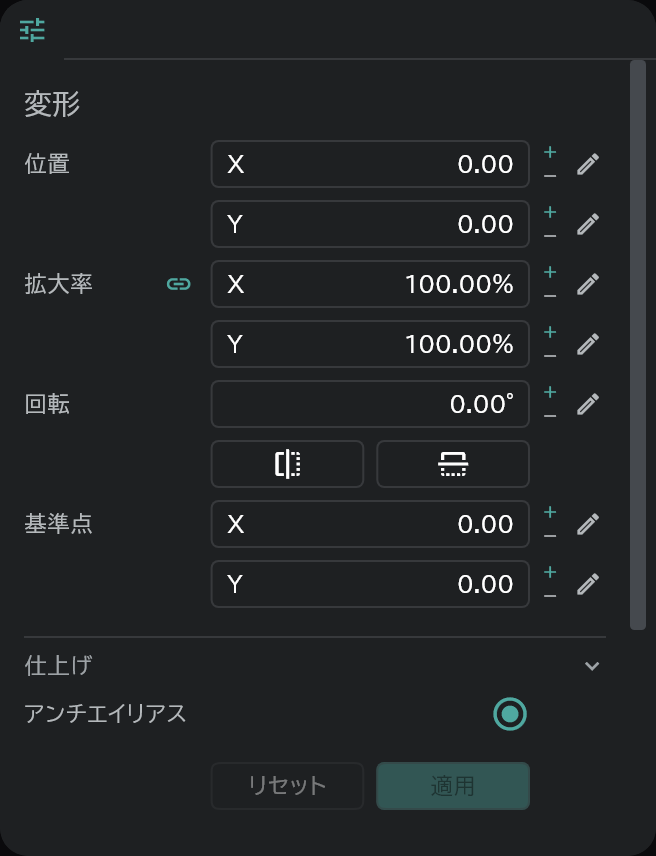 変形
位置 X 0.00
Y 0.00
拡大率 X 100.00%
Y 100.00%
回転 0.00°
基準点 X 0.00
Y 0.00
仕上げ
アンチエイリアス
リセット 適用